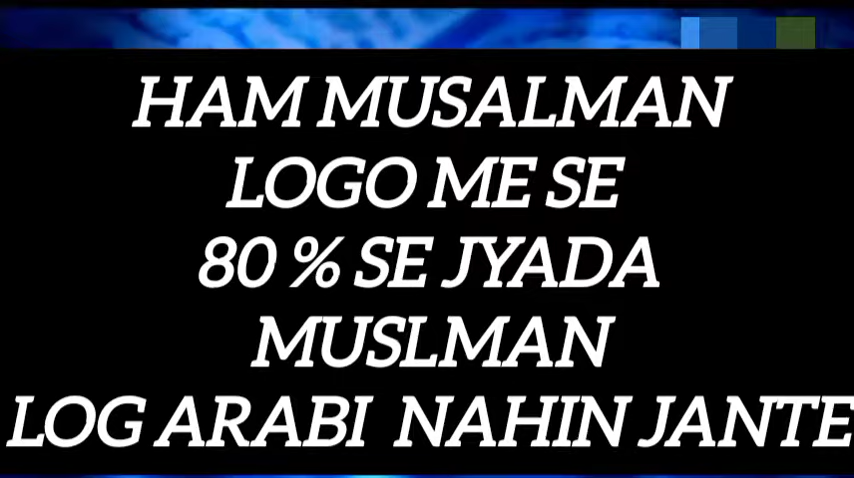 HAM MUSALMAN
LOGO ME SE
80 % SE JYADA
MUSLMAN
LOG ARABI NAHIN JANTE